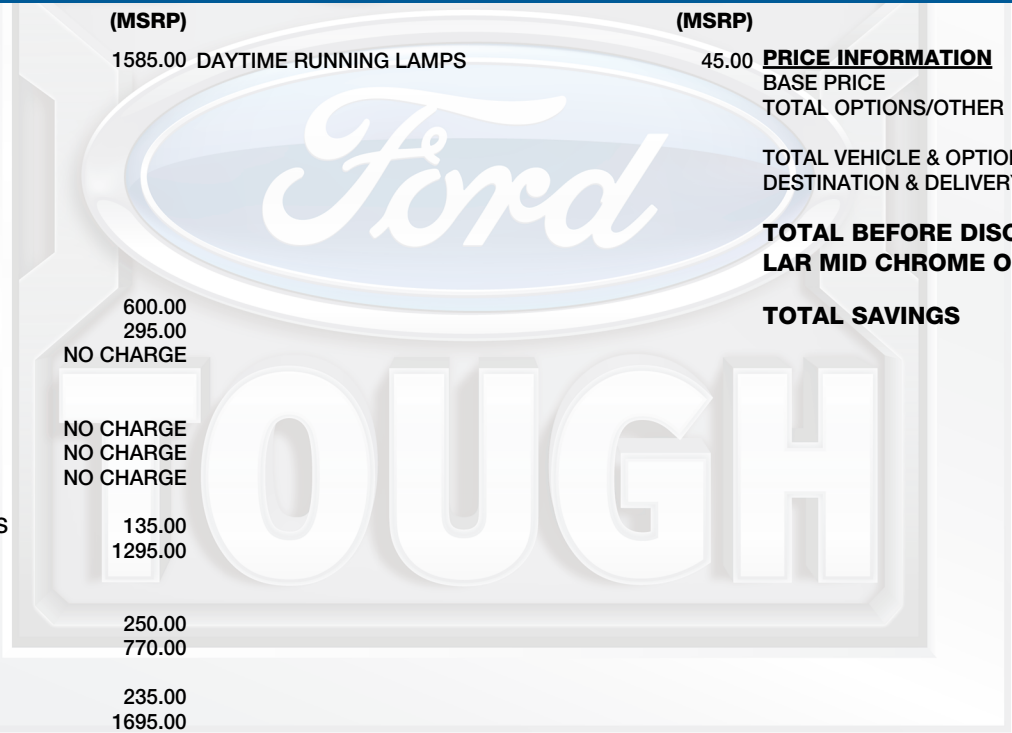 (MSRP) (MSRP)
1585.00 DAYTIME RUNNING LAMPS 45.00 PRICE INFORMATION
BASE PRICE
TOTAL OPTIONS/OTHER
TOTAL VEHICLE & OPTION
DESTINATION & DELIVERY
TOTAL BEFORE DISC
LAR MID CHROME O
TOTAL SAVINGS
Ford
600.00
295.00
NO CHARGE
TOUGH
NO CHARGE
NO CHARGE
NO CHARGE
S 135.00
1295.00
250.00
770.00
235.00
1695.00